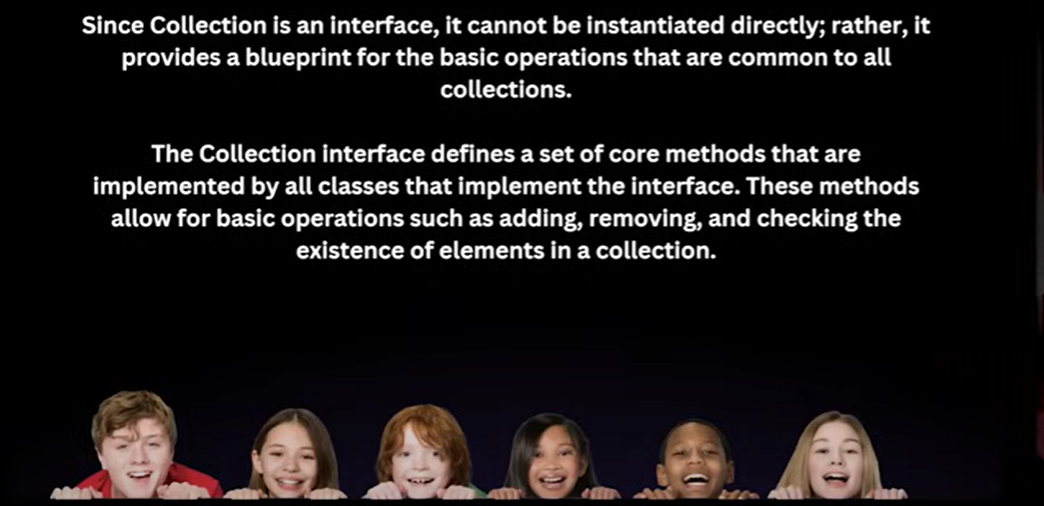 Since Collection is an interface, it cannot be instantiated directly; rather, it
provides a blueprint for the basic operations that are common to all
collections.
The Collection interface defines a set of core methods that are
implemented by all classes that implement the interface. These methods
allow for basic operations such as adding, removing, and checking the
existence of elements in a collection.